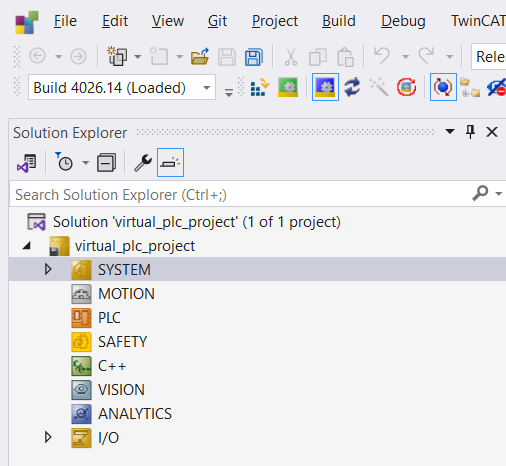 File Edit View Git Project Build Debug TwinCAT
Relea
Build 4026.14 (Loaded)
Solution Explorer
Search Solution Explorer (Ctrl+;)
Solution 'virtual_plc_project' (1 of 1 project)
virtual_plc_project
SYSTEM
MOTION
PLC
SAFETY
C++
VISION
ANALYTICS
I/O